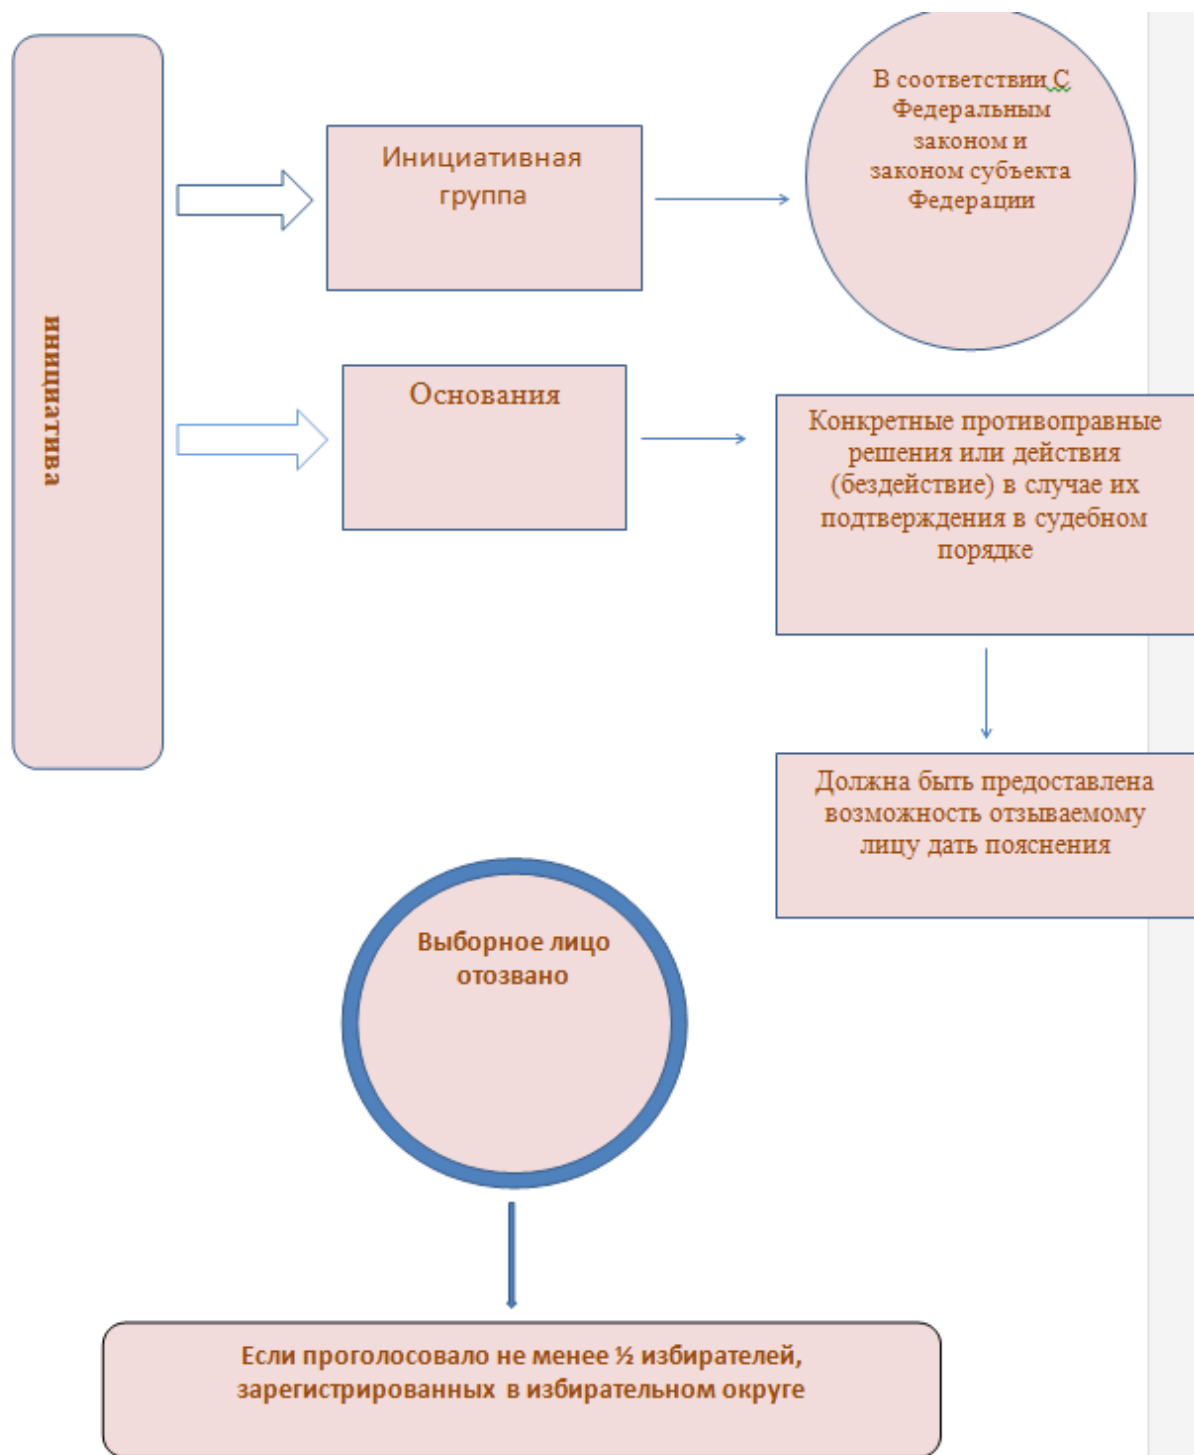 инициатива
Инициативная
группа
В соответствии С
Федеральным
законом и
законом субъекта
Федерации
Основания
Конкретные противоправные
решения или действия
(бездействие) в случае их
подтверждения в судебном
порядке
Должна быть предоставлена
возможность отзываемому
лицу дать пояснения
Выборное лицо
отозвано
Если проголосовало не менее ½ избирателей,
зарегистрированных в избирательном округе